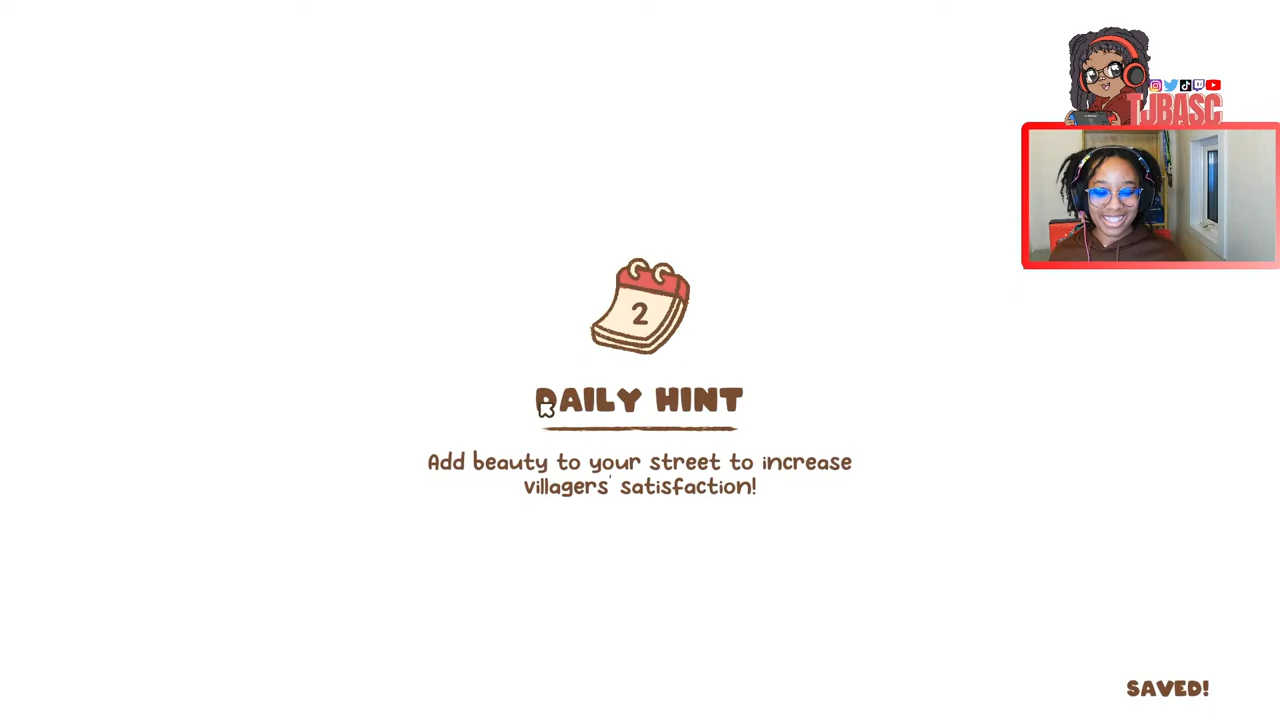 TJBASC
2
DAILY HINT
Add beauty to your street to increase
villagers' satisfaction!
SAVED!